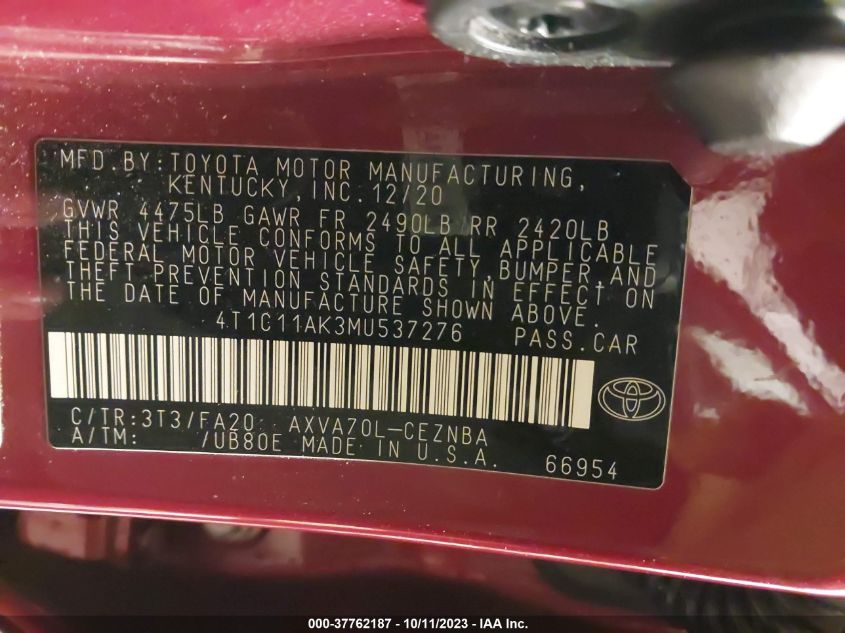 MFD BY:TOYOTA MOTOR MANUFACTURING,
KENTUCKY, INC. 12/20
GVWR 4475LB GAWR FR 2490LB RR 2420LB
THIS VEHICLE CONFORMS TO ALL APPLICABLE
FEDERAL MOTOR VEHICLE SAFETY, BUMPER, AND
THEFT PREVENTION STANDARDS IN EFFECT ON
THE DATE OF MANUFACTURE SHOWN ABOVE.
4T1C11AK3MU537276 PASS.CAR
C/TR:3T3/FA20 AXVA70L-CEZNBA
A/TM: /UB80E MADE IN U.S.A. 66954
000-37762187 - 10/11/2023 - IAA Inc.